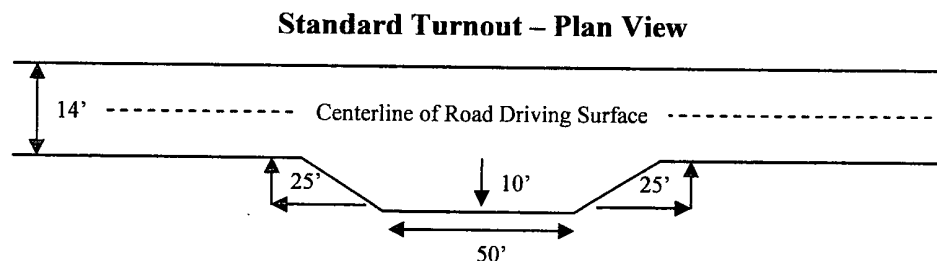 Standard Turnout – Plan View
14’
Centerline of Road Driving Surface
25’
10’
25’
50’